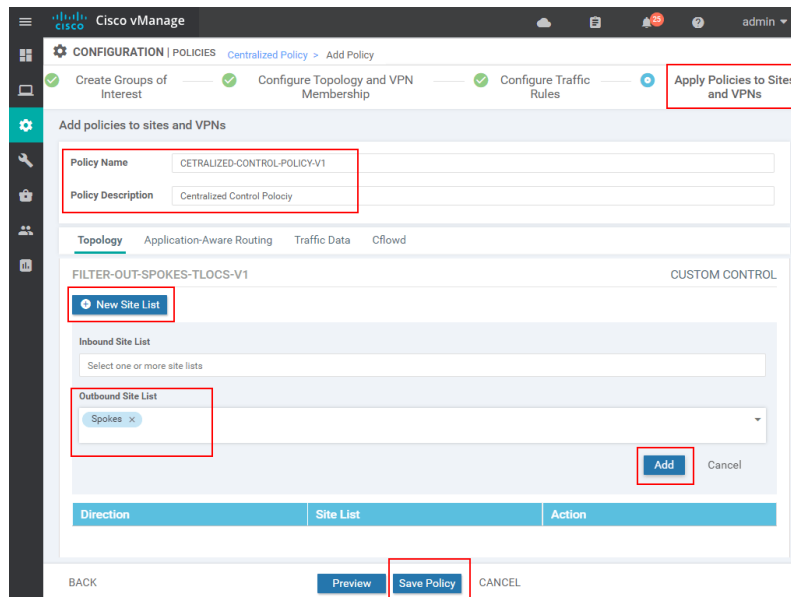 cisco Cisco vManage 25 admin
CONFIGURATION | POLICIES Centralized Policy > Add Policy
Create Groups of Interest
Configure Topology and VPN Membership
Configure Traffic Rules
Apply Policies to Sites and VPNs
Add policies to sites and VPNs
Policy Name CETRALIZED-CONTROL-POLICY-V1
Policy Description Centralized Control Polociy
Topology Application-Aware Routing Traffic Data Cflowd
FILTER-OUT-SPOKES-TLOCS-V1 CUSTOM CONTROL
New Site List
Inbound Site List
Select one or more site lists
Outbound Site List
Spokes ×
Add Cancel
Direction Site List Action
BACK Preview Save Policy CANCEL